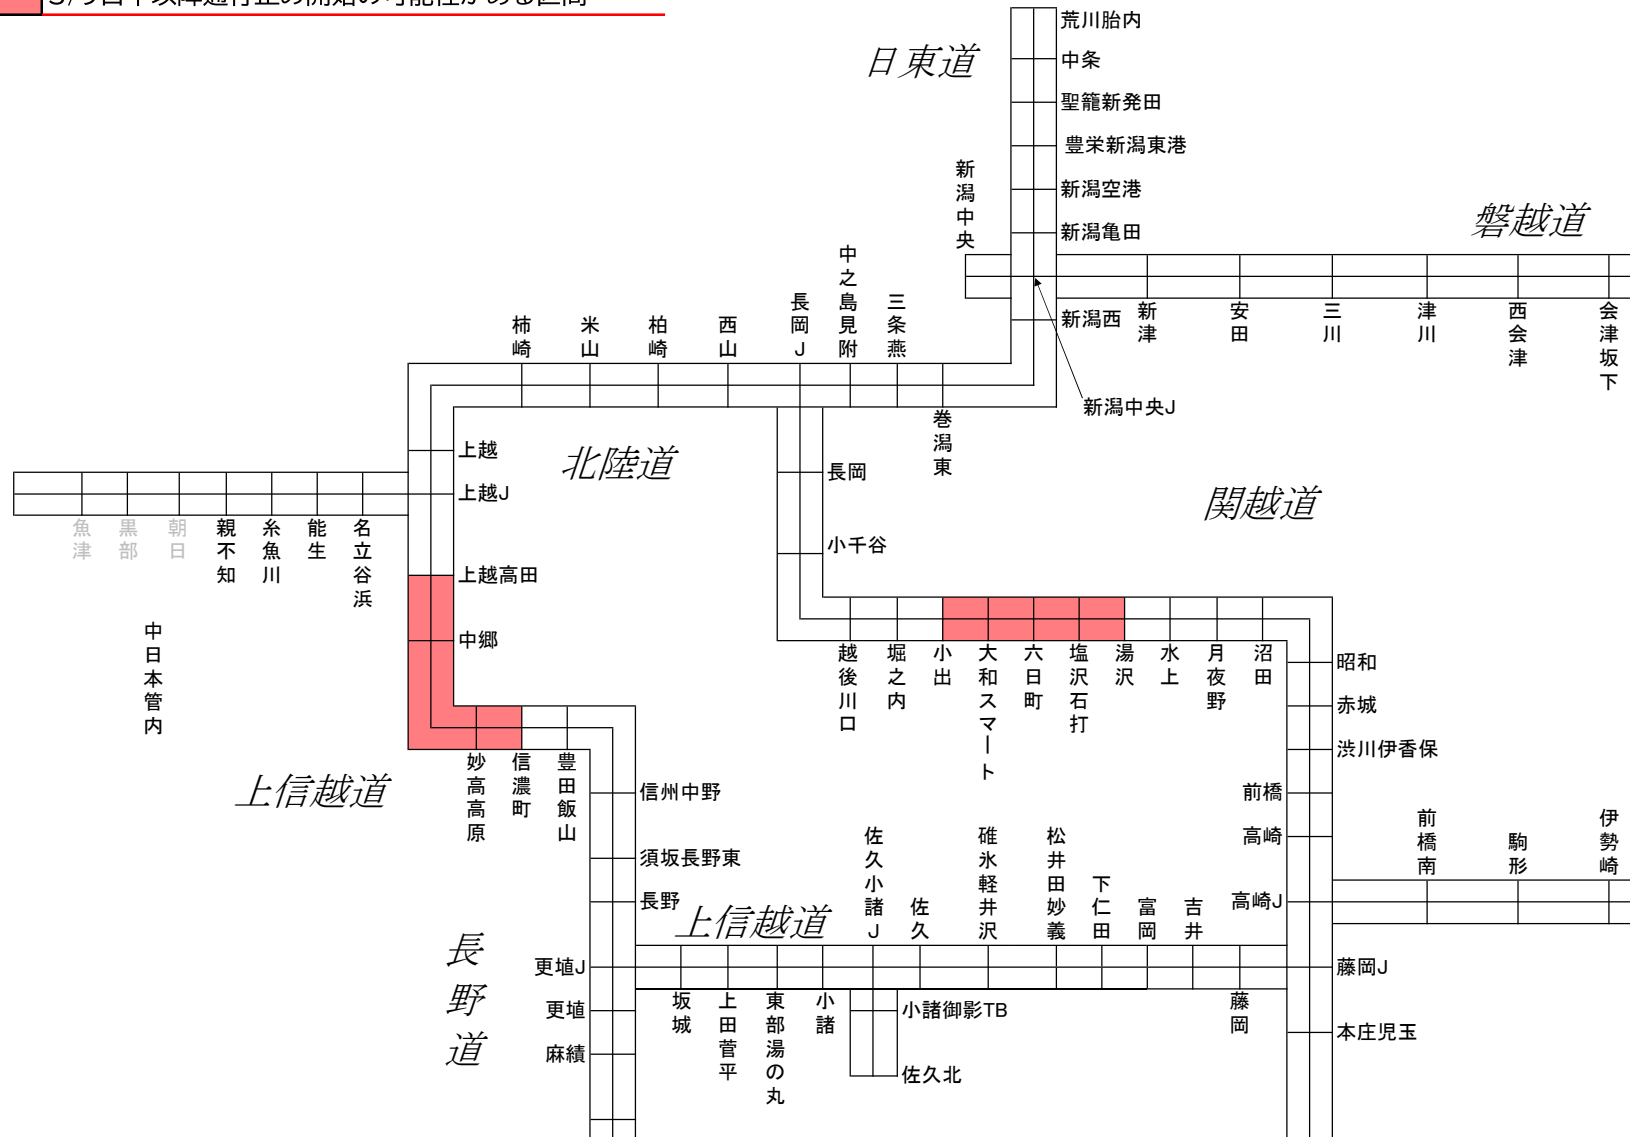 荒川胎内
日東道
中条
聖籠新発田
豊栄新潟東港
新潟中央
新潟空港
磐越道
新潟亀田
中之島見附
長岡J
三条燕
新潟西
新津
安田
三川
津川
西会津
会津坂下
柿崎
米山
柏崎
西山
新潟中央J
巻潟東
上越
北陸道
長岡
上越J
関越道
魚津
黒部
朝日
親不知
糸魚川
能生
名立谷浜
小千谷
上越高田
中日本管内
中郷
越後川口
堀之内
小出
大和スマート
六日町
塩沢石打
湯沢
水上
月夜野
沼田
昭和
赤城
渋川伊香保
上信越道
妙高高原
信濃町
豊田飯山
信州中野
前橋
前橋南
駒形
伊勢崎
高崎
佐久小諸J
佐久
碓氷軽井沢
松井田妙義
下仁田
富岡
吉井
須坂長野東
長野
上信越道
高崎J
長野道
更埴J
藤岡J
更埴
坂城
上田菅平
東部湯の丸
小諸
小諸御影TB
藤岡
本庄児玉
麻績
佐久北